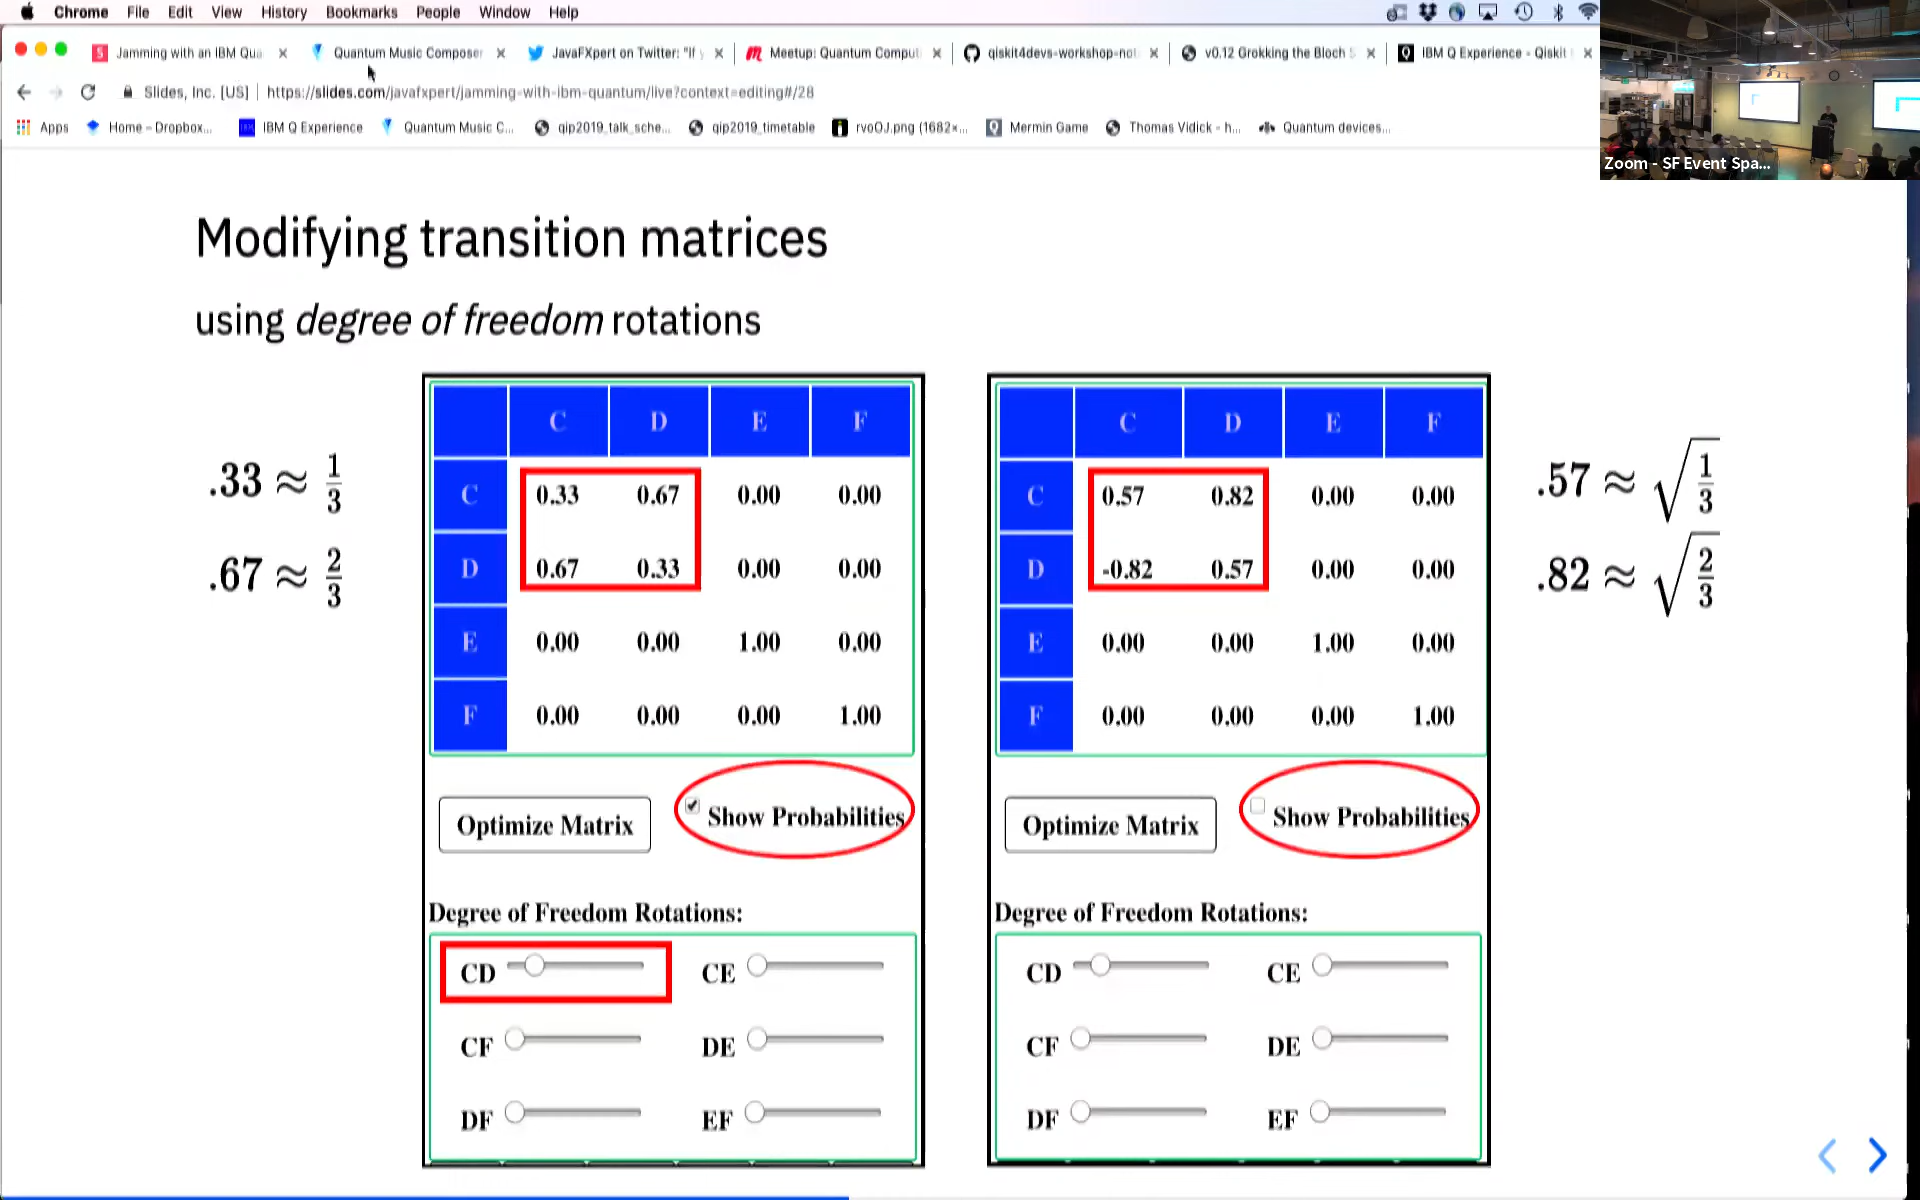 Chrome File Edit View History Bookmarks People Window Help
Jamming with an IBM Qua
Quantum Music Composer
JavaFXpert on Twitter: "If y
Meetup: Quantum Comput
qiskit4devs-workshop-not
v0.12 Grokking the Bloch S
IBM Q Experience - Qiskit
Slides, Inc. [US] https://slides.com/javafxpert/jamming-with-ibm-quantum/live?context=editing#/28
Apps Home – Dropbox... IBM Q Experience Quantum Music C... qip2019_talk_sche... qip2019_timetable rvoOJ.png (1682×... Mermin Game Thomas Vidick - h... Quantum devices...
Zoom - SF Event Spa...
Modifying transition matrices
using degree of freedom rotations
.33 ≈ 1/3
.67 ≈ 2/3
C D E F
C 0.33 0.67 0.00 0.00
D 0.67 0.33 0.00 0.00
E 0.00 0.00 1.00 0.00
F 0.00 0.00 0.00 1.00
Optimize Matrix Show Probabilities
Degree of Freedom Rotations:
CD CE
CF DE
DF EF
C D E F
C 0.57 0.82 0.00 0.00
D -0.82 0.57 0.00 0.00
E 0.00 0.00 1.00 0.00
F 0.00 0.00 0.00 1.00
Optimize Matrix Show Probabilities
Degree of Freedom Rotations:
CD CE
CF DE
DF EF
.57 ≈ √1/3
.82 ≈ √2/3